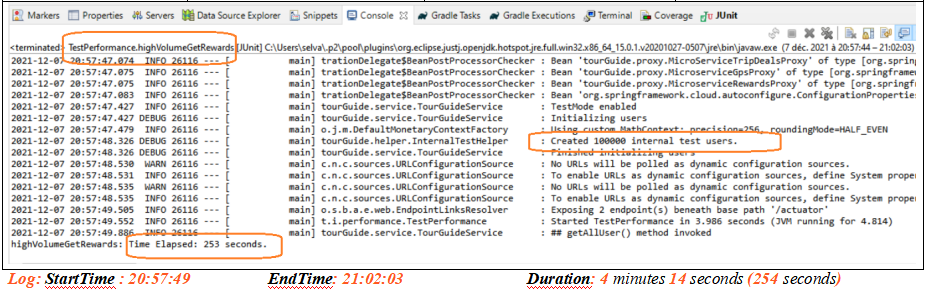 Markers Properties Servers Data Source Explorer Snippets Console Gradle Tasks Gradle Executions Terminal Coverage JUnit
<terminated> TestPerformance.highVolumeGetRewards [JUnit] C:\Users\selva\.p2\pool\plugins\org.eclipse.justj.openjdk.hotspot.jre.full.win32.x86_64_15.0.1.v20201027-0507\jre\bin\javaw.exe (7 déc. 2021 à 20:57:44 – 21:02:03)
2021-12-07 20:57:47.074 INFO 26116 --- [ main] trationDelegate$BeanPostProcessorChecker : Bean 'tourGuide.proxy.MicroServiceTripDealsProxy' of type [org.spring
2021-12-07 20:57:47.075 INFO 26116 --- [ main] trationDelegate$BeanPostProcessorChecker : Bean 'tourGuide.proxy.MicroserviceGpsProxy' of type [org.springframew
2021-12-07 20:57:47.075 INFO 26116 --- [ main] trationDelegate$BeanPostProcessorChecker : Bean 'tourGuide.proxy.MicroserviceRewardsProxy' of type [org.springf
2021-12-07 20:57:47.083 INFO 26116 --- [ main] trationDelegate$BeanPostProcessorChecker : Bean 'org.springframework.cloud.autoconfigure.ConfigurationPropertie
2021-12-07 20:57:47.427 INFO 26116 --- [ main] tourGuide.service.TourGuideService : TestMode enabled
2021-12-07 20:57:47.427 DEBUG 26116 --- [ main] tourGuide.service.TourGuideService : Initializing users
2021-12-07 20:57:47.479 INFO 26116 --- [ main] o.j.m.DefaultMonetaryContextFactory : Using custom MathContext: precision=256, roundingMode=HALF_EVEN
2021-12-07 20:57:48.326 DEBUG 26116 --- [ main] tourGuide.helper.InternalTestHelper : Created 100000 internal test users.
2021-12-07 20:57:48.326 DEBUG 26116 --- [ main] tourGuide.service.TourGuideService : Finished initializing users
2021-12-07 20:57:48.530 WARN 26116 --- [ main] c.n.c.sources.URLConfigurationSource : No URLs will be polled as dynamic configuration sources.
2021-12-07 20:57:48.531 INFO 26116 --- [ main] c.n.c.sources.URLConfigurationSource : To enable URLs as dynamic configuration sources, define System prope
2021-12-07 20:57:48.535 WARN 26116 --- [ main] c.n.c.sources.URLConfigurationSource : No URLs will be polled as dynamic configuration sources.
2021-12-07 20:57:48.535 INFO 26116 --- [ main] c.n.c.sources.URLConfigurationSource : To enable URLs as dynamic configuration sources, define System prope
2021-12-07 20:57:49.505 INFO 26116 --- [ main] o.s.b.a.e.web.EndpointLinksResolver : Exposing 2 endpoint(s) beneath base path '/actuator'
2021-12-07 20:57:49.552 INFO 26116 --- [ main] t.i.performance.TestPerformance : Started TestPerformance in 3.986 seconds (JVM running for 4.814)
2021-12-07 20:57:49.886 INFO 26116 --- [ main] tourGuide.service.TourGuideService : ## getAllUser() method invoked
highVolumeGetRewards: Time Elapsed: 253 seconds.
Log: StartTime : 20:57:49 EndTime: 21:02:03 Duration: 4 minutes 14 seconds (254 seconds)